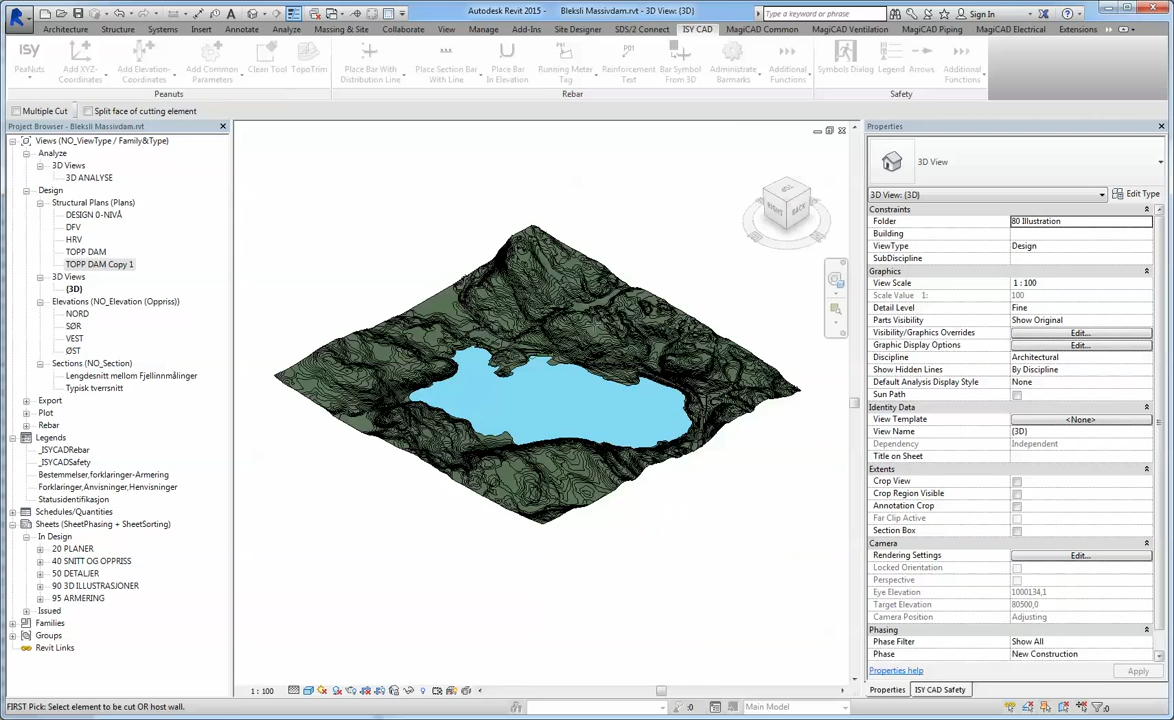 Autodesk Revit 2015 - Bleksli Massivdam.rvt - 3D View: {3D}
Type a keyword or phrase
Sign In
Architecture Structure Systems Insert Annotate Analyze Massing & Site Collaborate View Manage Add-Ins Site Designer SDS/2 Connect ISY CAD MagiCAD Common MagiCAD Ventilation MagiCAD Piping MagiCAD Electrical Extensions
ISY
PeaNuts
Add XYZ-
Coordinates
Add Elevation-
Coordinates
Add Common
Parameters
Clean Tool
TopoTrim
Place Bar With
Distribution Line
Place Section Bar
With Line
Place Bar
In Elevation
Running Meter
Tag
P01
Reinforcement
Text
Bar Symbol
From 3D
Administrate
Barmarks
Additional
Functions
Symbols Dialog
Legend
Arrows
Additional
Functions
Peanuts
Rebar
Safety
Multiple Cut
Split face of cutting element
Project Browser - Bleksli Massivdam.rvt
Views (NO_ViewType / Family&Type)
Analyze
3D Views
3D ANALYSE
Design
Structural Plans (Plans)
DESIGN 0-NIVÅ
DFV
HRV
TOPP DAM
TOPP DAM Copy 1
3D Views
{3D}
Elevations (NO_Elevation (Oppriss))
NORD
SØR
VEST
ØST
Sections (NO_Section)
Lengdesnitt mellom Fjellinnmålinger
Typisk tverrsnitt
Export
Plot
Rebar
Legends
_ISYCADRebar
_ISYCADSafety
Bestemmelser,forklaringer-Armering
Forklaringer,Anvisninger,Henvisninger
Statusidentifikasjon
Schedules/Quantities
Sheets (SheetPhasing + SheetSorting)
In Design
20 PLANER
40 SNITT OG OPPRISS
50 DETALJER
90 3D ILLUSTRASJONER
95 ARMERING
Issued
Families
Groups
Revit Links
TOP
RIGHT
BACK
Properties
3D View
3D View: {3D}
Edit Type
Constraints
Folder 80 Illustration
Building
ViewType Design
SubDiscipline
Graphics
View Scale 1 : 100
Scale Value 1: 100
Detail Level Fine
Parts Visibility Show Original
Visibility/Graphics Overrides Edit...
Graphic Display Options Edit...
Discipline Architectural
Show Hidden Lines By Discipline
Default Analysis Display Style None
Sun Path
Identity Data
View Template <None>
View Name {3D}
Dependency Independent
Title on Sheet
Extents
Crop View
Crop Region Visible
Annotation Crop
Far Clip Active
Section Box
Camera
Rendering Settings Edit...
Locked Orientation
Perspective
Eye Elevation 1000134,1
Target Elevation 80500,0
Camera Position Adjusting
Phasing
Phase Filter Show All
Phase New Construction
Properties help
Apply
Properties
ISY CAD Safety
1 : 100
FIRST Pick: Select element to be cut OR host wall.
:0
Main Model
:0